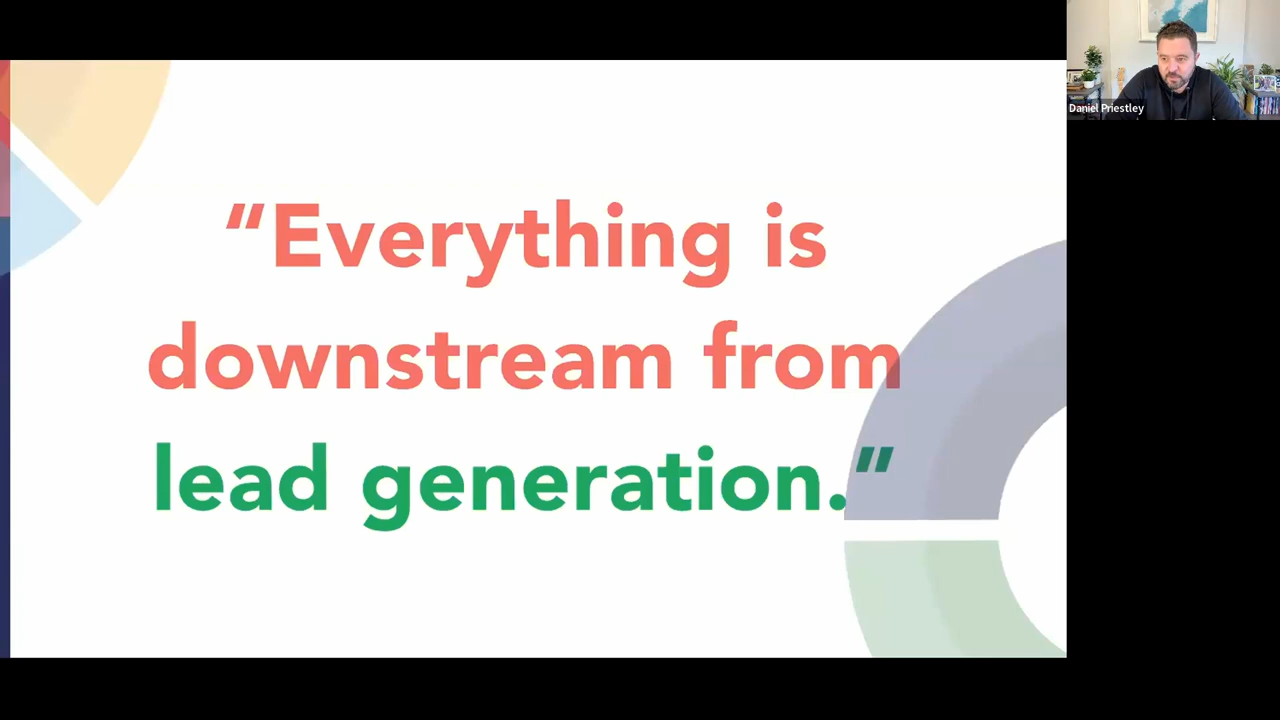 “Everything is
downstream from
lead generation.”
Daniel Priestley